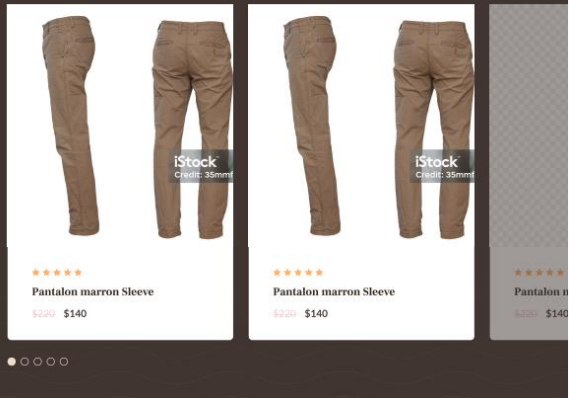 iStock
Credit: 35mmf
iStock
Credit: 35mmf
Pantalon marron Sleeve
$220 $140
Pantalon marron Sleeve
$220 $140
Pantalon m
$220 $140